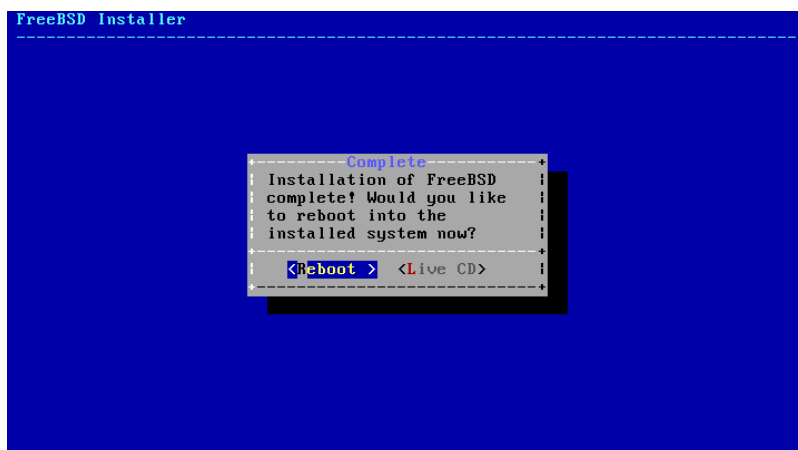 FreeBSD Installer
Complete
Installation of FreeBSD
complete! Would you like
to reboot into the
installed system now?
<Reboot > <Live CD>